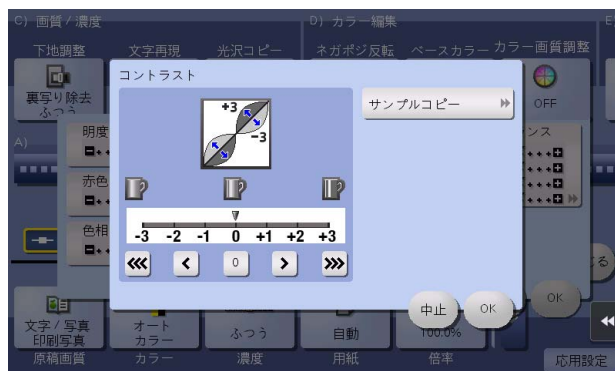 C) 画質 / 濃度
D) カラー編集
E
下地調整
文字再現
光沢コピー
ネガポジ反転
ベースカラー
カラー画質調整
裏写り除去
ふつう
OFF
A)
コントラスト
サンプルコピー
+3
-3
明度
赤色
色相
ンス
-3 -2 -1 0 +1 +2 +3
0
中止
OK
OK
じる
文字 / 写真
印刷写真
オート
カラー
ふつう
自動
100.0%
原稿画質
カラー
濃度
用紙
倍率
応用設定